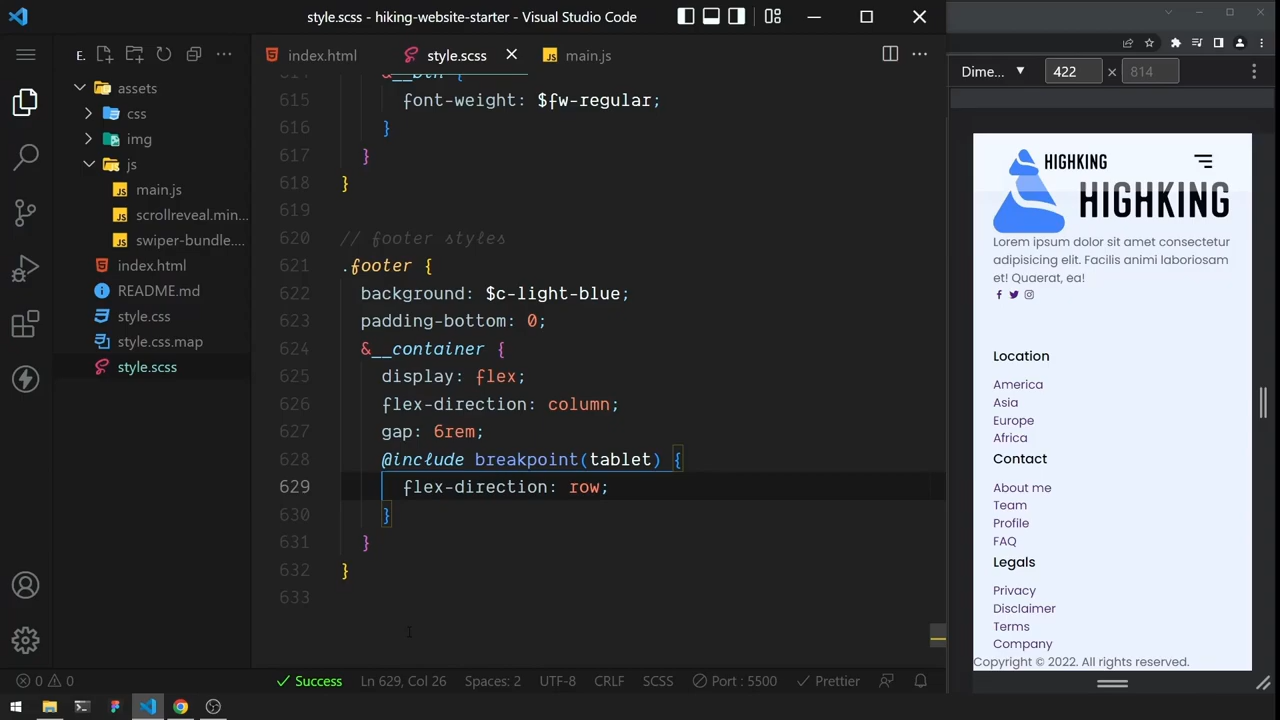 style.scss - hiking-website-starter - Visual Studio Code
E.
assets
css
img
js
main.js
scrollreveal.min...
swiper-bundle....
index.html
README.md
style.css
style.css.map
style.scss
index.html
style.scss
main.js
615 font-weight: $fw-regular;
616 }
617 }
618 }
619
620 // footer styles
621 .footer {
622 background: $c-light-blue;
623 padding-bottom: 0;
624 &__container {
625 display: flex;
626 flex-direction: column;
627 gap: 6rem;
628 @include breakpoint(tablet) {
629 flex-direction: row;
630 }
631 }
632 }
633
0 0
Success Ln 629, Col 26 Spaces: 2 UTF-8 CRLF SCSS Port : 5500 Prettier
Dime... 422 × 814
HIGHKING
HIGHKING
Lorem ipsum dolor sit amet consectetur
adipisicing elit. Facilis animi laboriosam
et! Quaerat, ea!
Location
America
Asia
Europe
Africa
Contact
About me
Team
Profile
FAQ
Legals
Privacy
Disclaimer
Terms
Company
Copyright © 2022. All rights reserved.